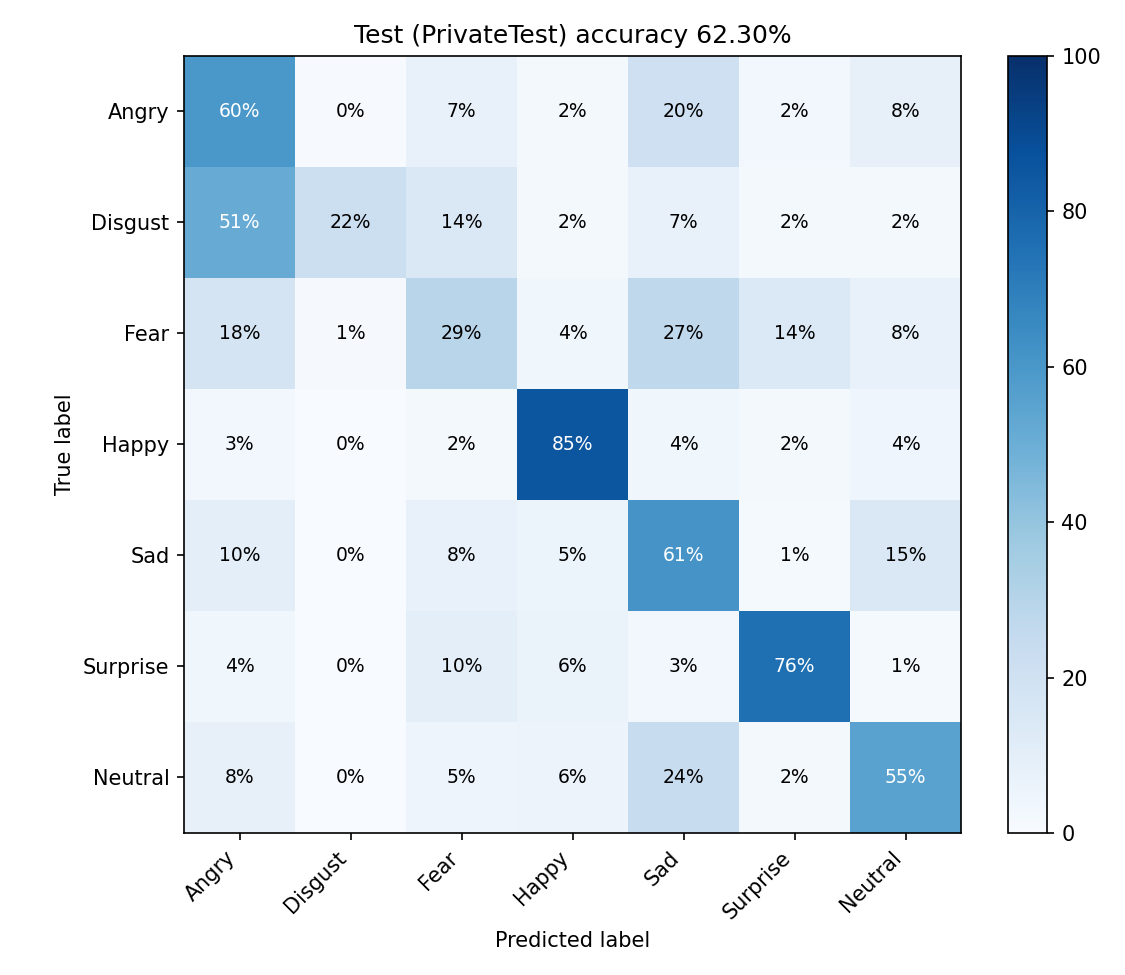 Test (PrivateTest) accuracy 62.30%
Angry 60% 0% 7% 2% 20% 2% 8%
Disgust 51% 22% 14% 2% 7% 2% 2%
Fear 18% 1% 29% 4% 27% 14% 8%
Happy 3% 0% 2% 85% 4% 2% 4%
Sad 10% 0% 8% 5% 61% 1% 15%
Surprise 4% 0% 10% 6% 3% 76% 1%
Neutral 8% 0% 5% 6% 24% 2% 55%
True label
Angry Disgust Fear Happy Sad Surprise Neutral
Predicted label
100
80
60
40
20
0